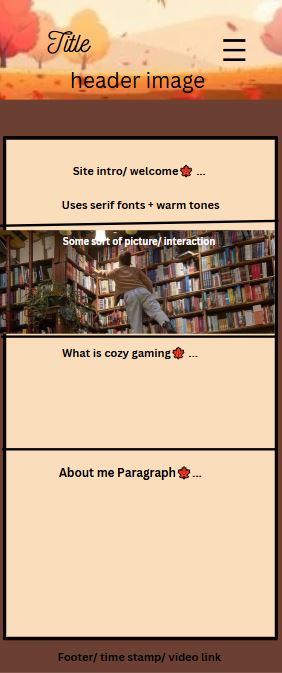 Title
header image
Site intro/ welcome🍁 ...
Uses serif fonts + warm tones
Some sort of picture/ interaction
What is cozy gaming🍁 ...
About me Paragraph🍁...
Footer/ time stamp/ video link